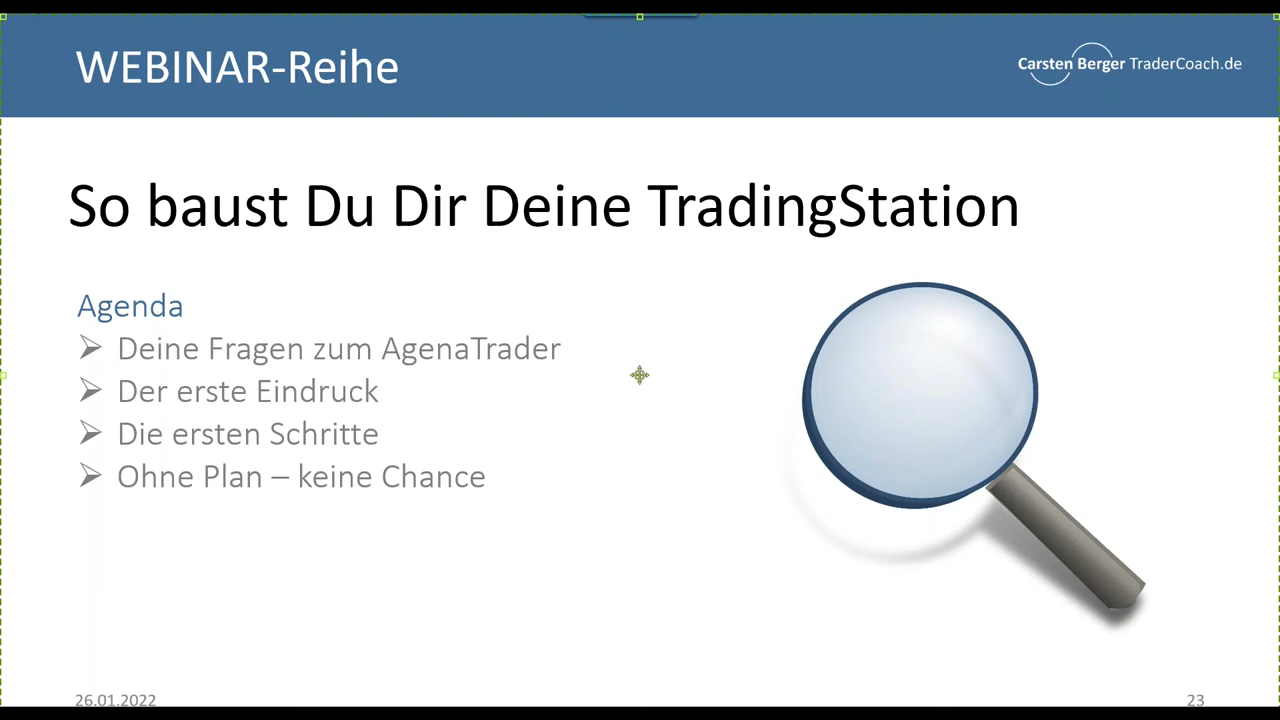 WEBINAR-Reihe
Carsten Berger TraderCoach.de
So baust Du Dir Deine TradingStation
Agenda
➢ Deine Fragen zum AgenaTrader
➢ Der erste Eindruck
➢ Die ersten Schritte
➢ Ohne Plan – keine Chance
26.01.2022
23